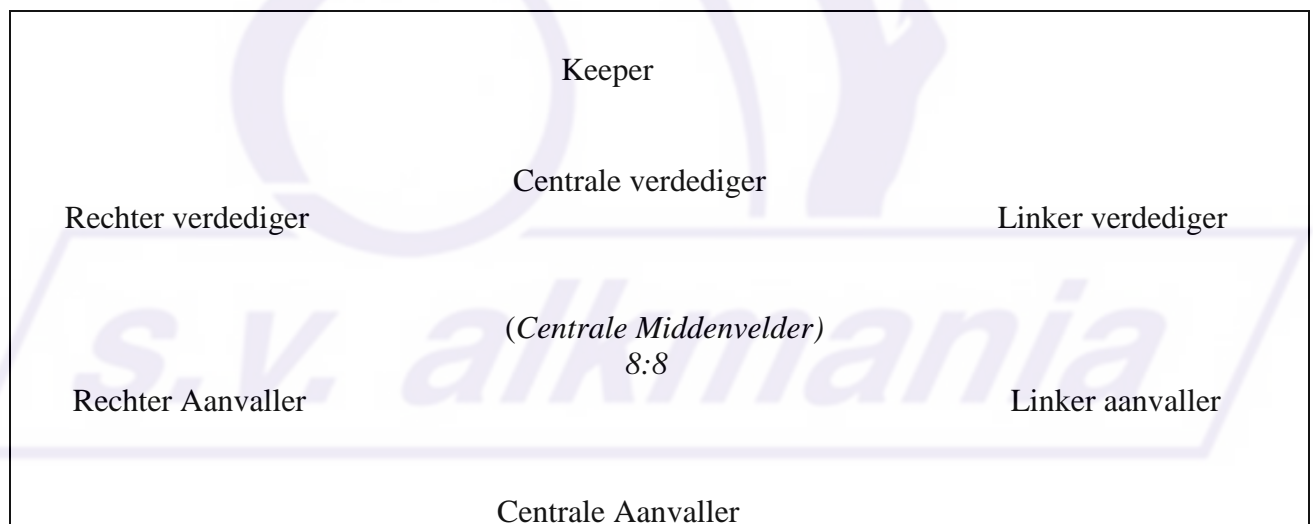 Keeper
Centrale verdediger
Rechter verdediger Linker verdediger
(Centrale Middenvelder)
8:8
s.v. alkmania
Rechter Aanvaller Linker aanvaller
Centrale Aanvaller